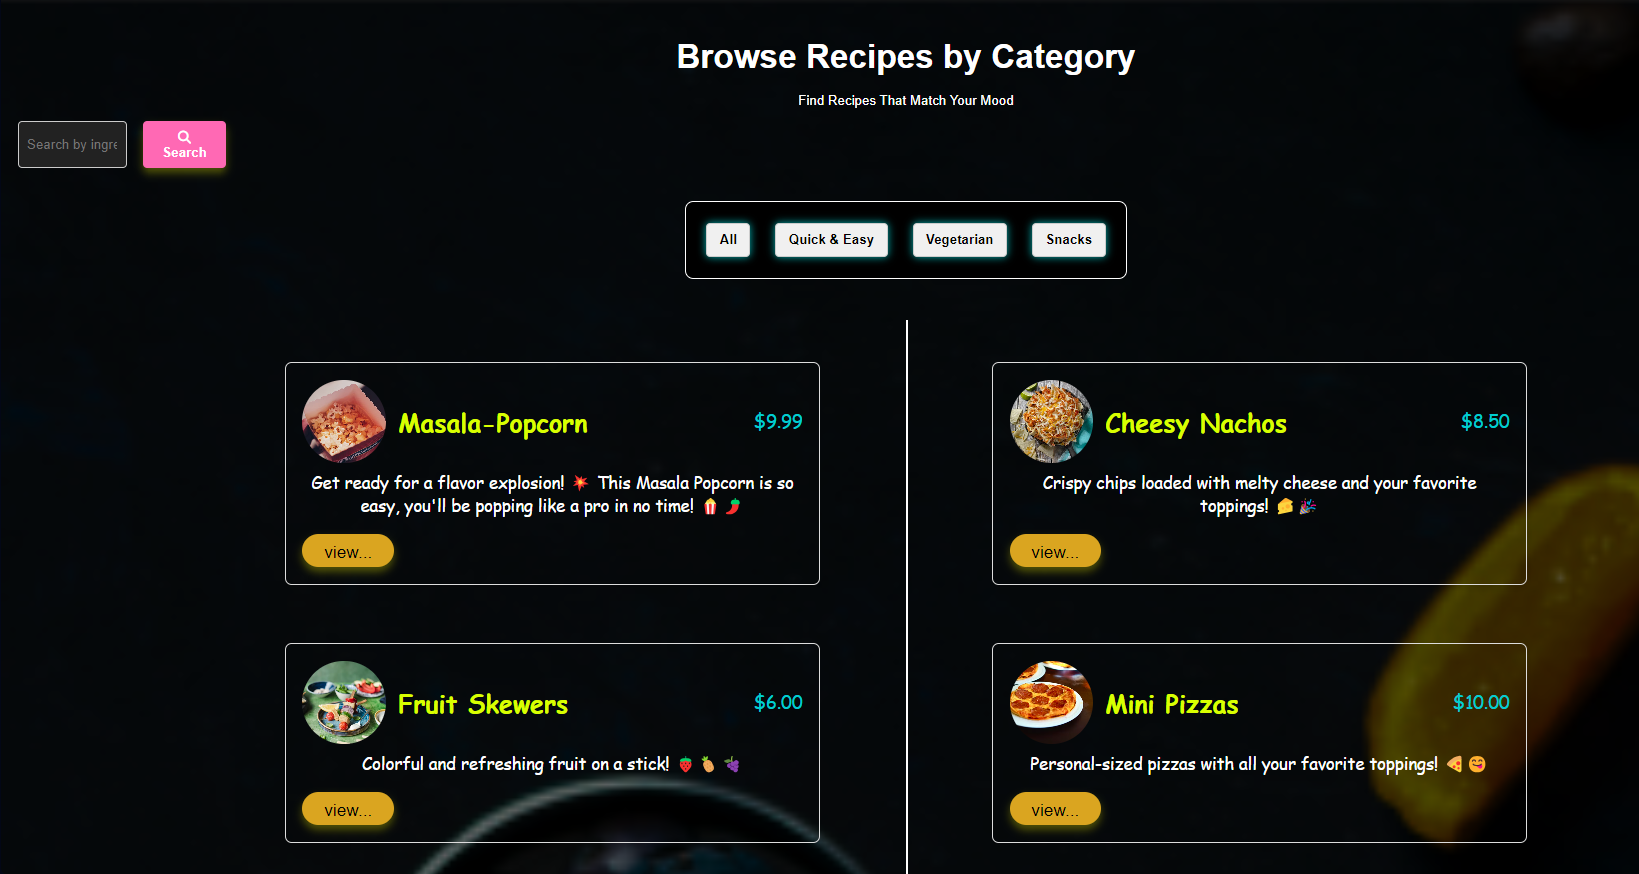 Browse Recipes by Category
Find Recipes That Match Your Mood
Search by ingre
Search
All
Quick & Easy
Vegetarian
Snacks
Masala-Popcorn
$9.99
Get ready for a flavor explosion! 💥 This Masala Popcorn is so
easy, you'll be popping like a pro in no time! 🍿 🌶️
view...
Cheesy Nachos
$8.50
Crispy chips loaded with melty cheese and your favorite
toppings! 🧀 🎉
view...
Fruit Skewers
$6.00
Colorful and refreshing fruit on a stick! 🍓 🍍 🍇
view...
Mini Pizzas
$10.00
Personal-sized pizzas with all your favorite toppings! 🍕 😋
view...